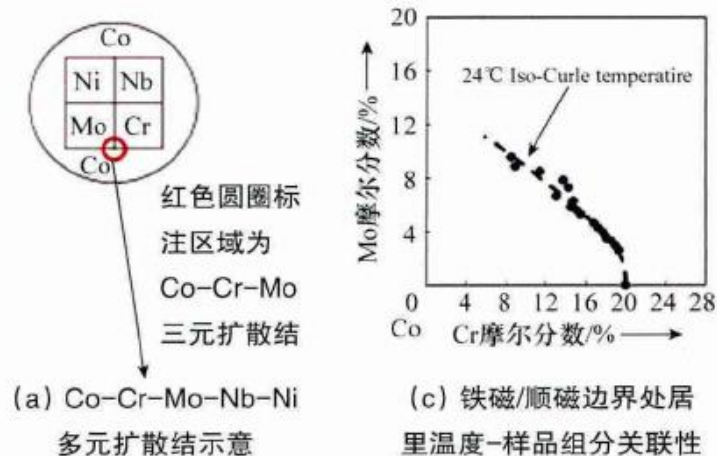 Co
Ni Nb
Mo Cr
Co
红色圆圈标
注区域为
Co-Cr-Mo
三元扩散结
(a) Co-Cr-Mo-Nb-Ni
多元扩散结示意
20
16
12
8
4
0
Mo摩尔分数/%
24℃ Iso-Curle temperatire
4 8 12 16 20 24 28
Co
Cr摩尔分数/%
(c) 铁磁/顺磁边界处居
里温度-样品组分关联性